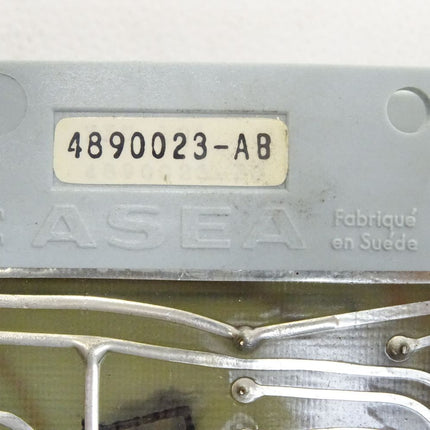 4890023-AB
ASEA
Fabriqué
en Suède